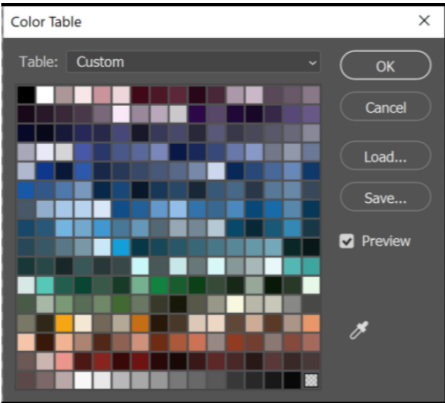 Color Table
Table: Custom
OK
Cancel
Load...
Save...
Preview